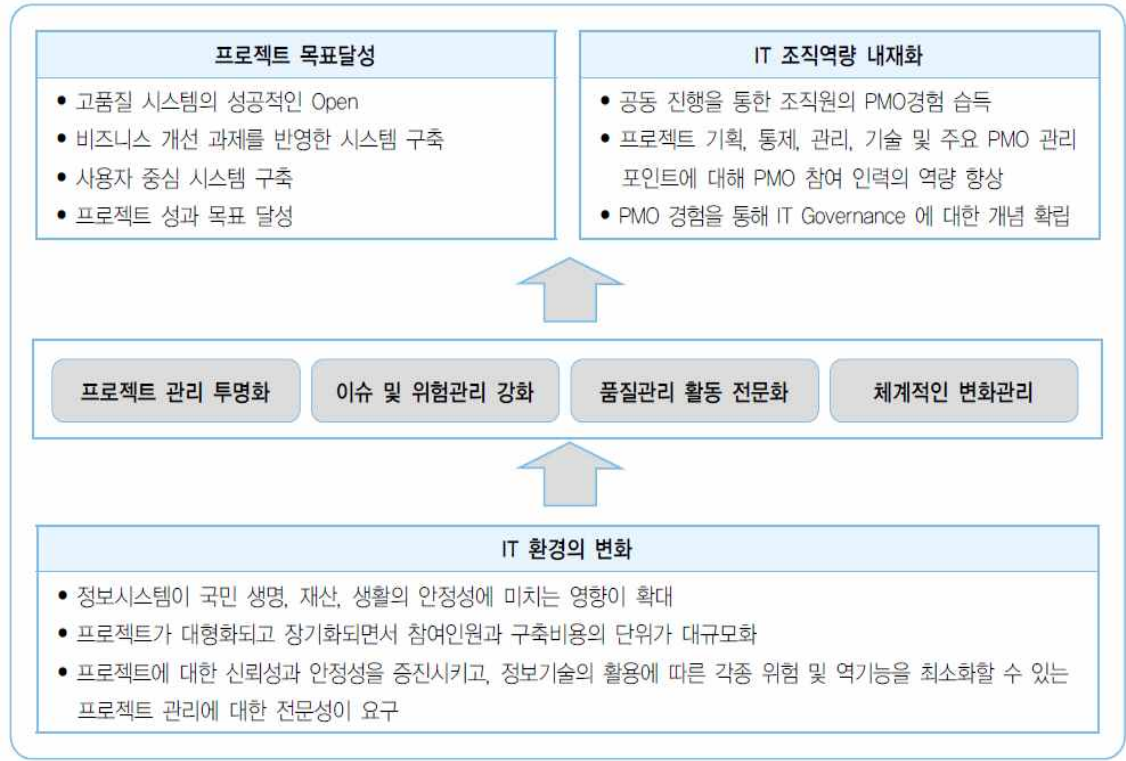 프로젝트 목표달성
• 고품질 시스템의 성공적인 Open
• 비즈니스 개선 과제를 반영한 시스템 구축
• 사용자 중심 시스템 구축
• 프로젝트 성과 목표 달성
IT 조직역량 내재화
• 공동 진행을 통한 조직원의 PMO경험 습득
• 프로젝트 기획, 통제, 관리, 기술 및 주요 PMO 관리
포인트에 대해 PMO 참여 인력의 역량 향상
• PMO 경험을 통해 IT Governance 에 대한 개념 확립
프로젝트 관리 투명화
이슈 및 위험관리 강화
품질관리 활동 전문화
체계적인 변화관리
IT 환경의 변화
• 정보시스템이 국민 생명, 재산, 생활의 안정성에 미치는 영향이 확대
• 프로젝트가 대형화되고 장기화되면서 참여인원과 구축비용의 단위가 대규모화
• 프로젝트에 대한 신뢰성과 안정성을 증진시키고, 정보기술의 활용에 따른 각종 위험 및 역기능을 최소화할 수 있는
프로젝트 관리에 대한 전문성이 요구